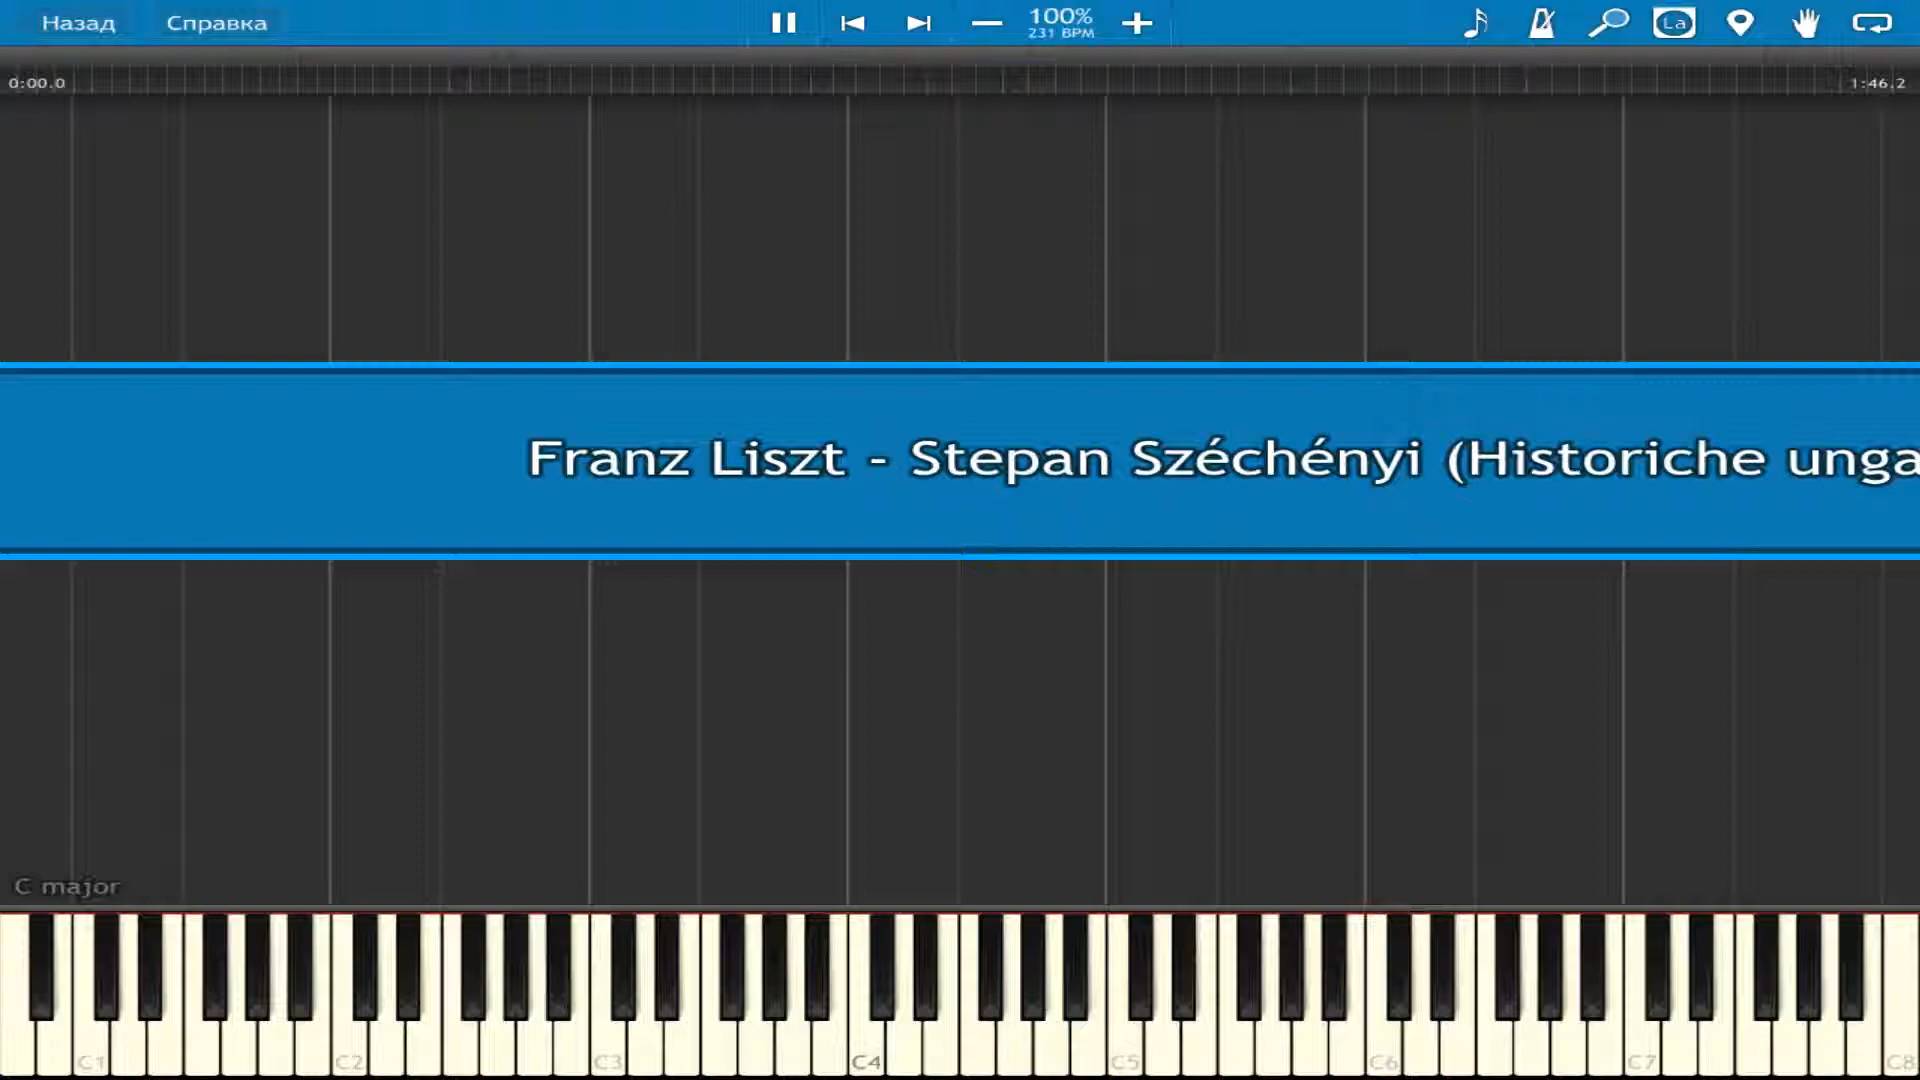 Назад Справка 100% La
231 BPM
0:00.0 1:46.2
Franz Liszt - Stepan Széchényi (Historiche unga
C major
C1 C2 C3 C4 C5 C6 C7 C8